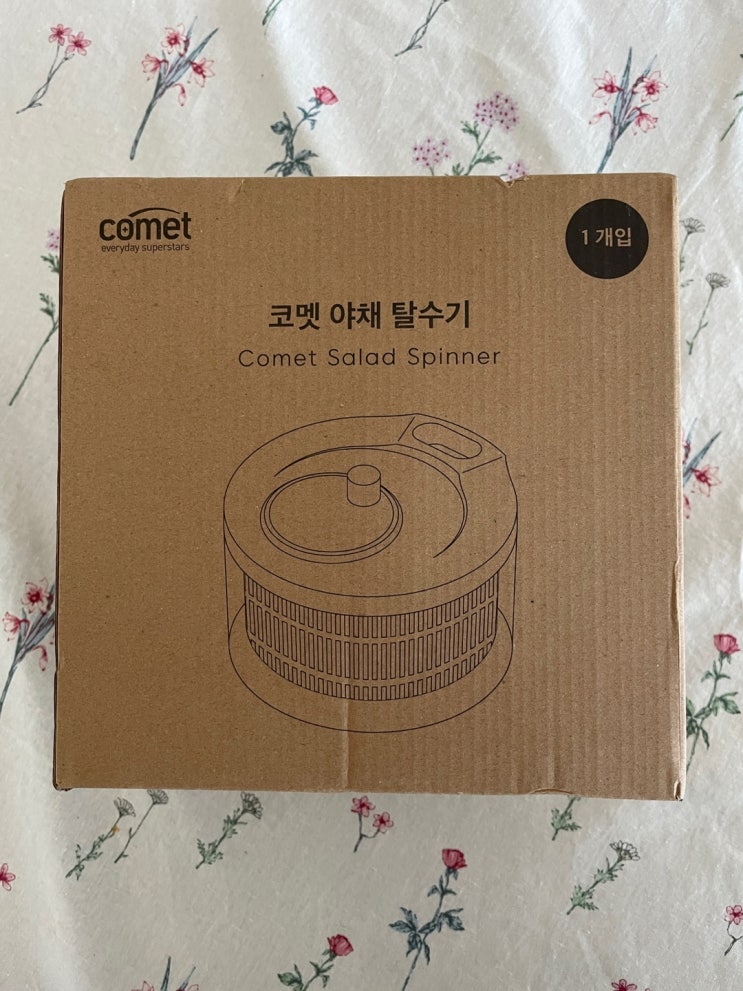 comet
everyday superstars
1 개입
코멧 야채 탈수기
Comet Salad Spinner